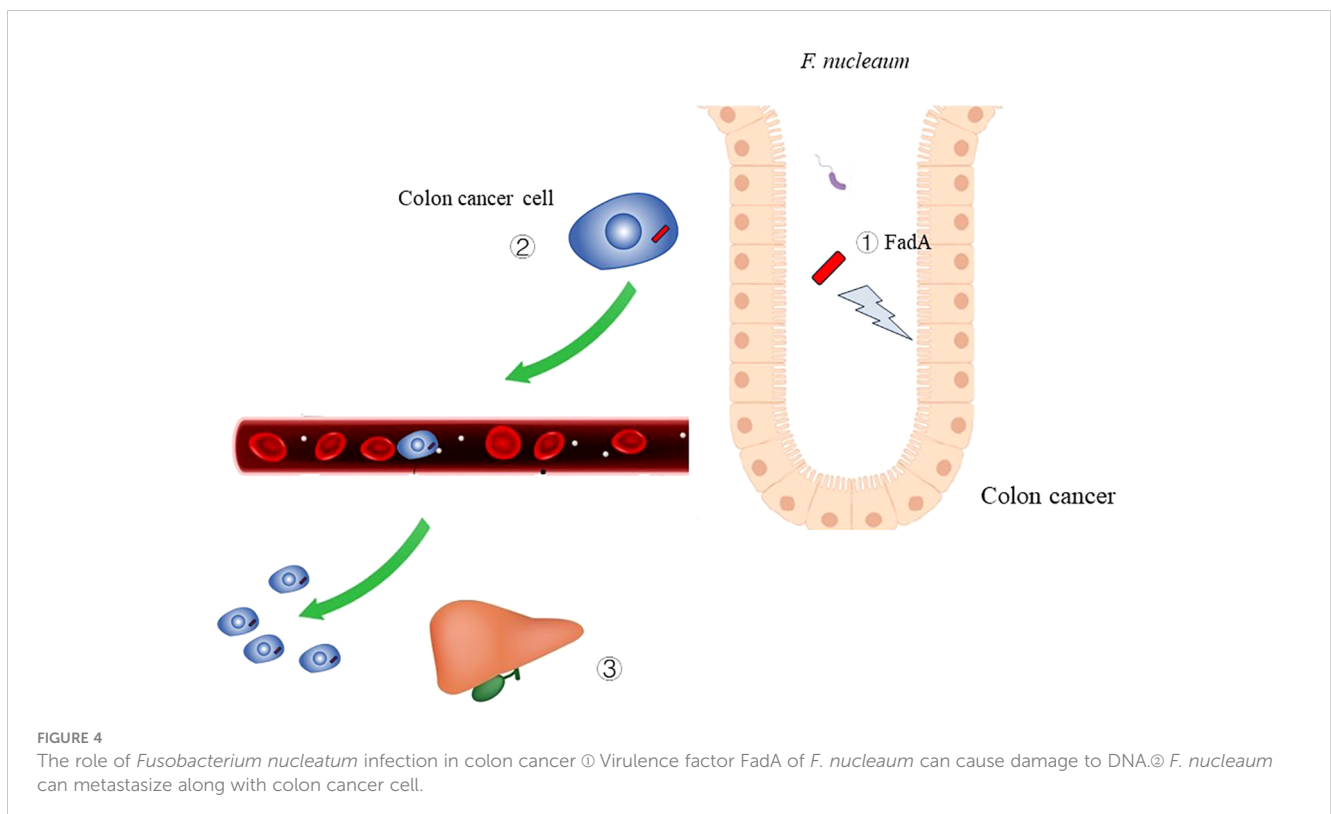 F. nucleaum
Colon cancer cell
②
① FadA
Colon cancer
③
FIGURE 4
The role of Fusobacterium nucleatum infection in colon cancer ① Virulence factor FadA of F. nucleaum can cause damage to DNA.② F. nucleaum
can metastasize along with colon cancer cell.